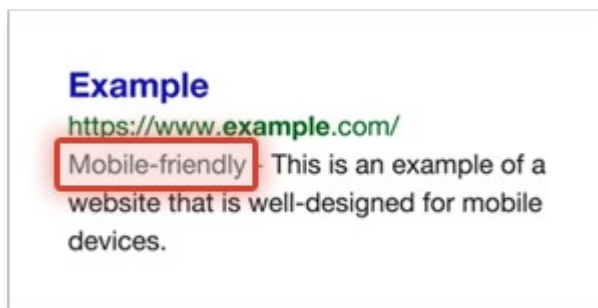 Example
https://www.example.com/
Mobile-friendly - This is an example of a
website that is well-designed for mobile
devices.